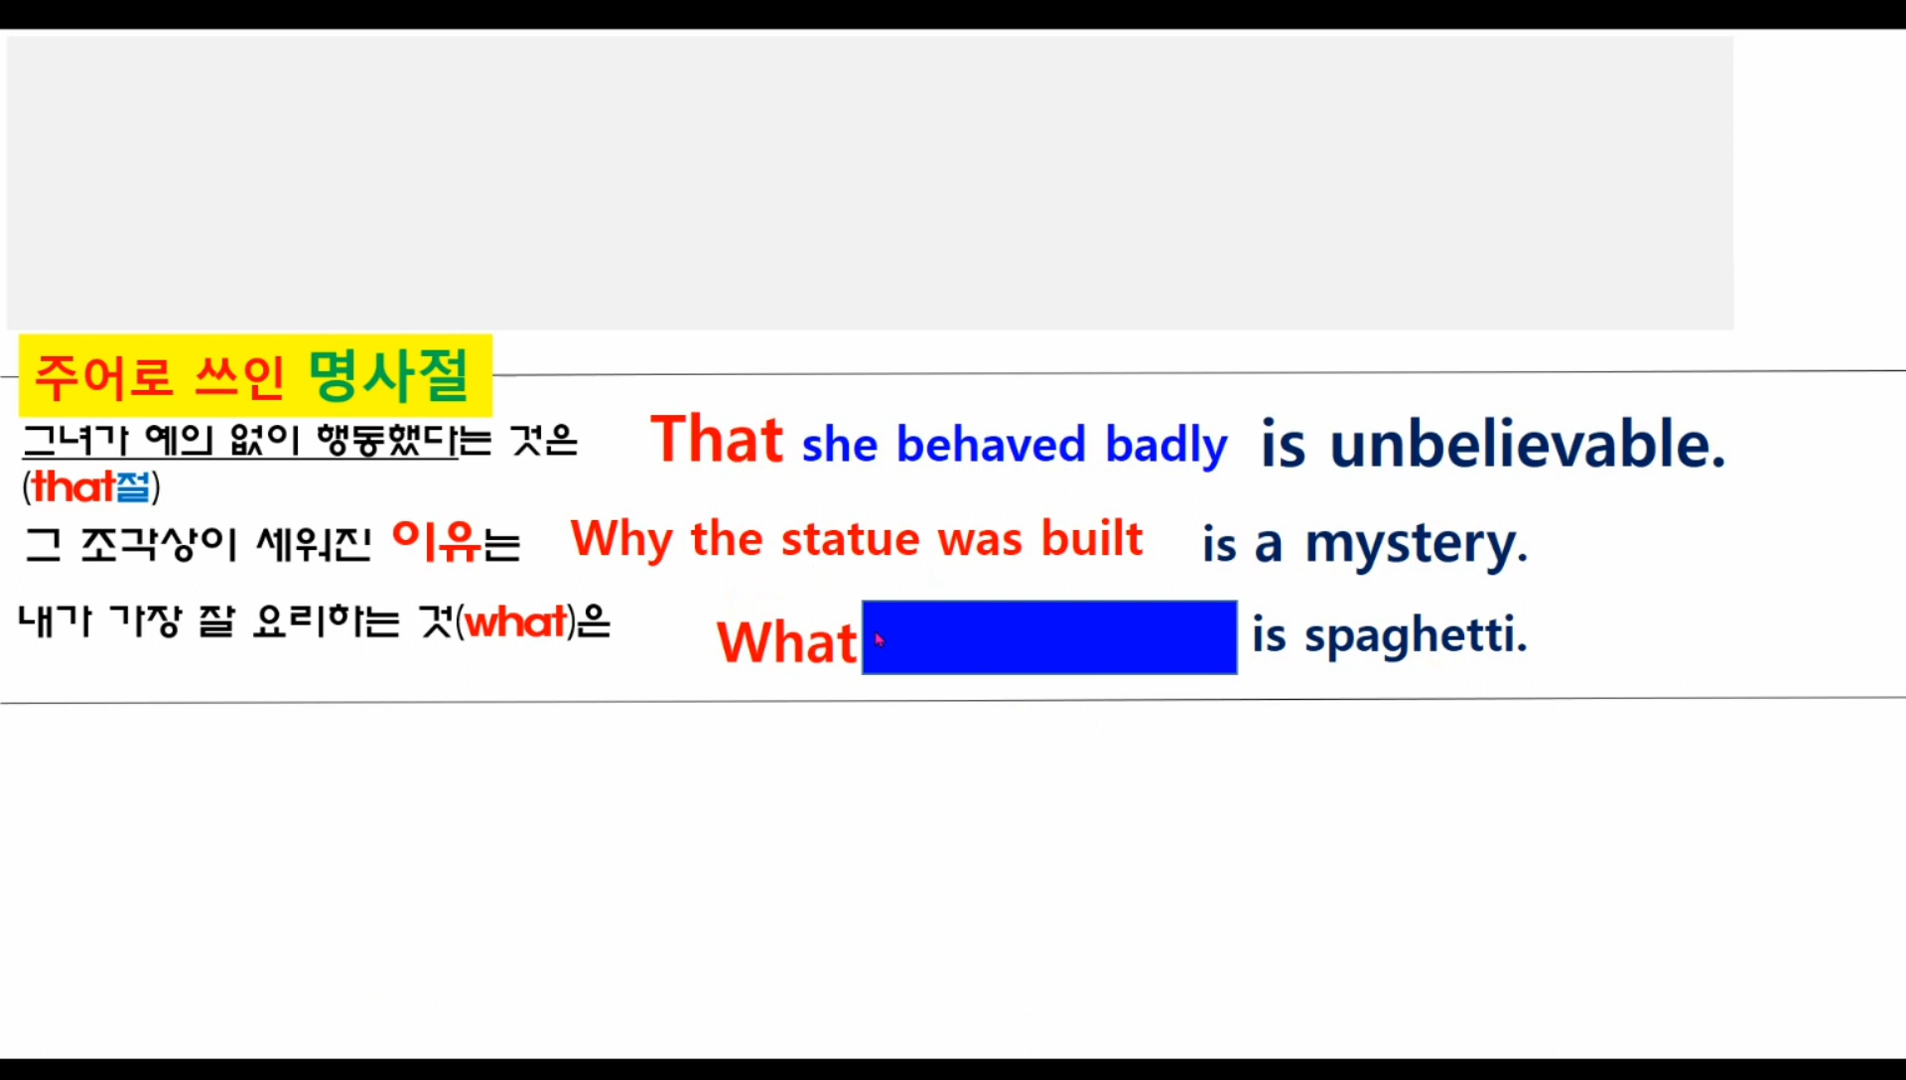 주어로 쓰인 명사절
그녀가 예의 없이 행동했다는 것은 That she behaved badly is unbelievable.
(that절)
그 조각상이 세워진 이유는 Why the statue was built is a mystery.
내가 가장 잘 요리하는 것(what)은 What is spaghetti.